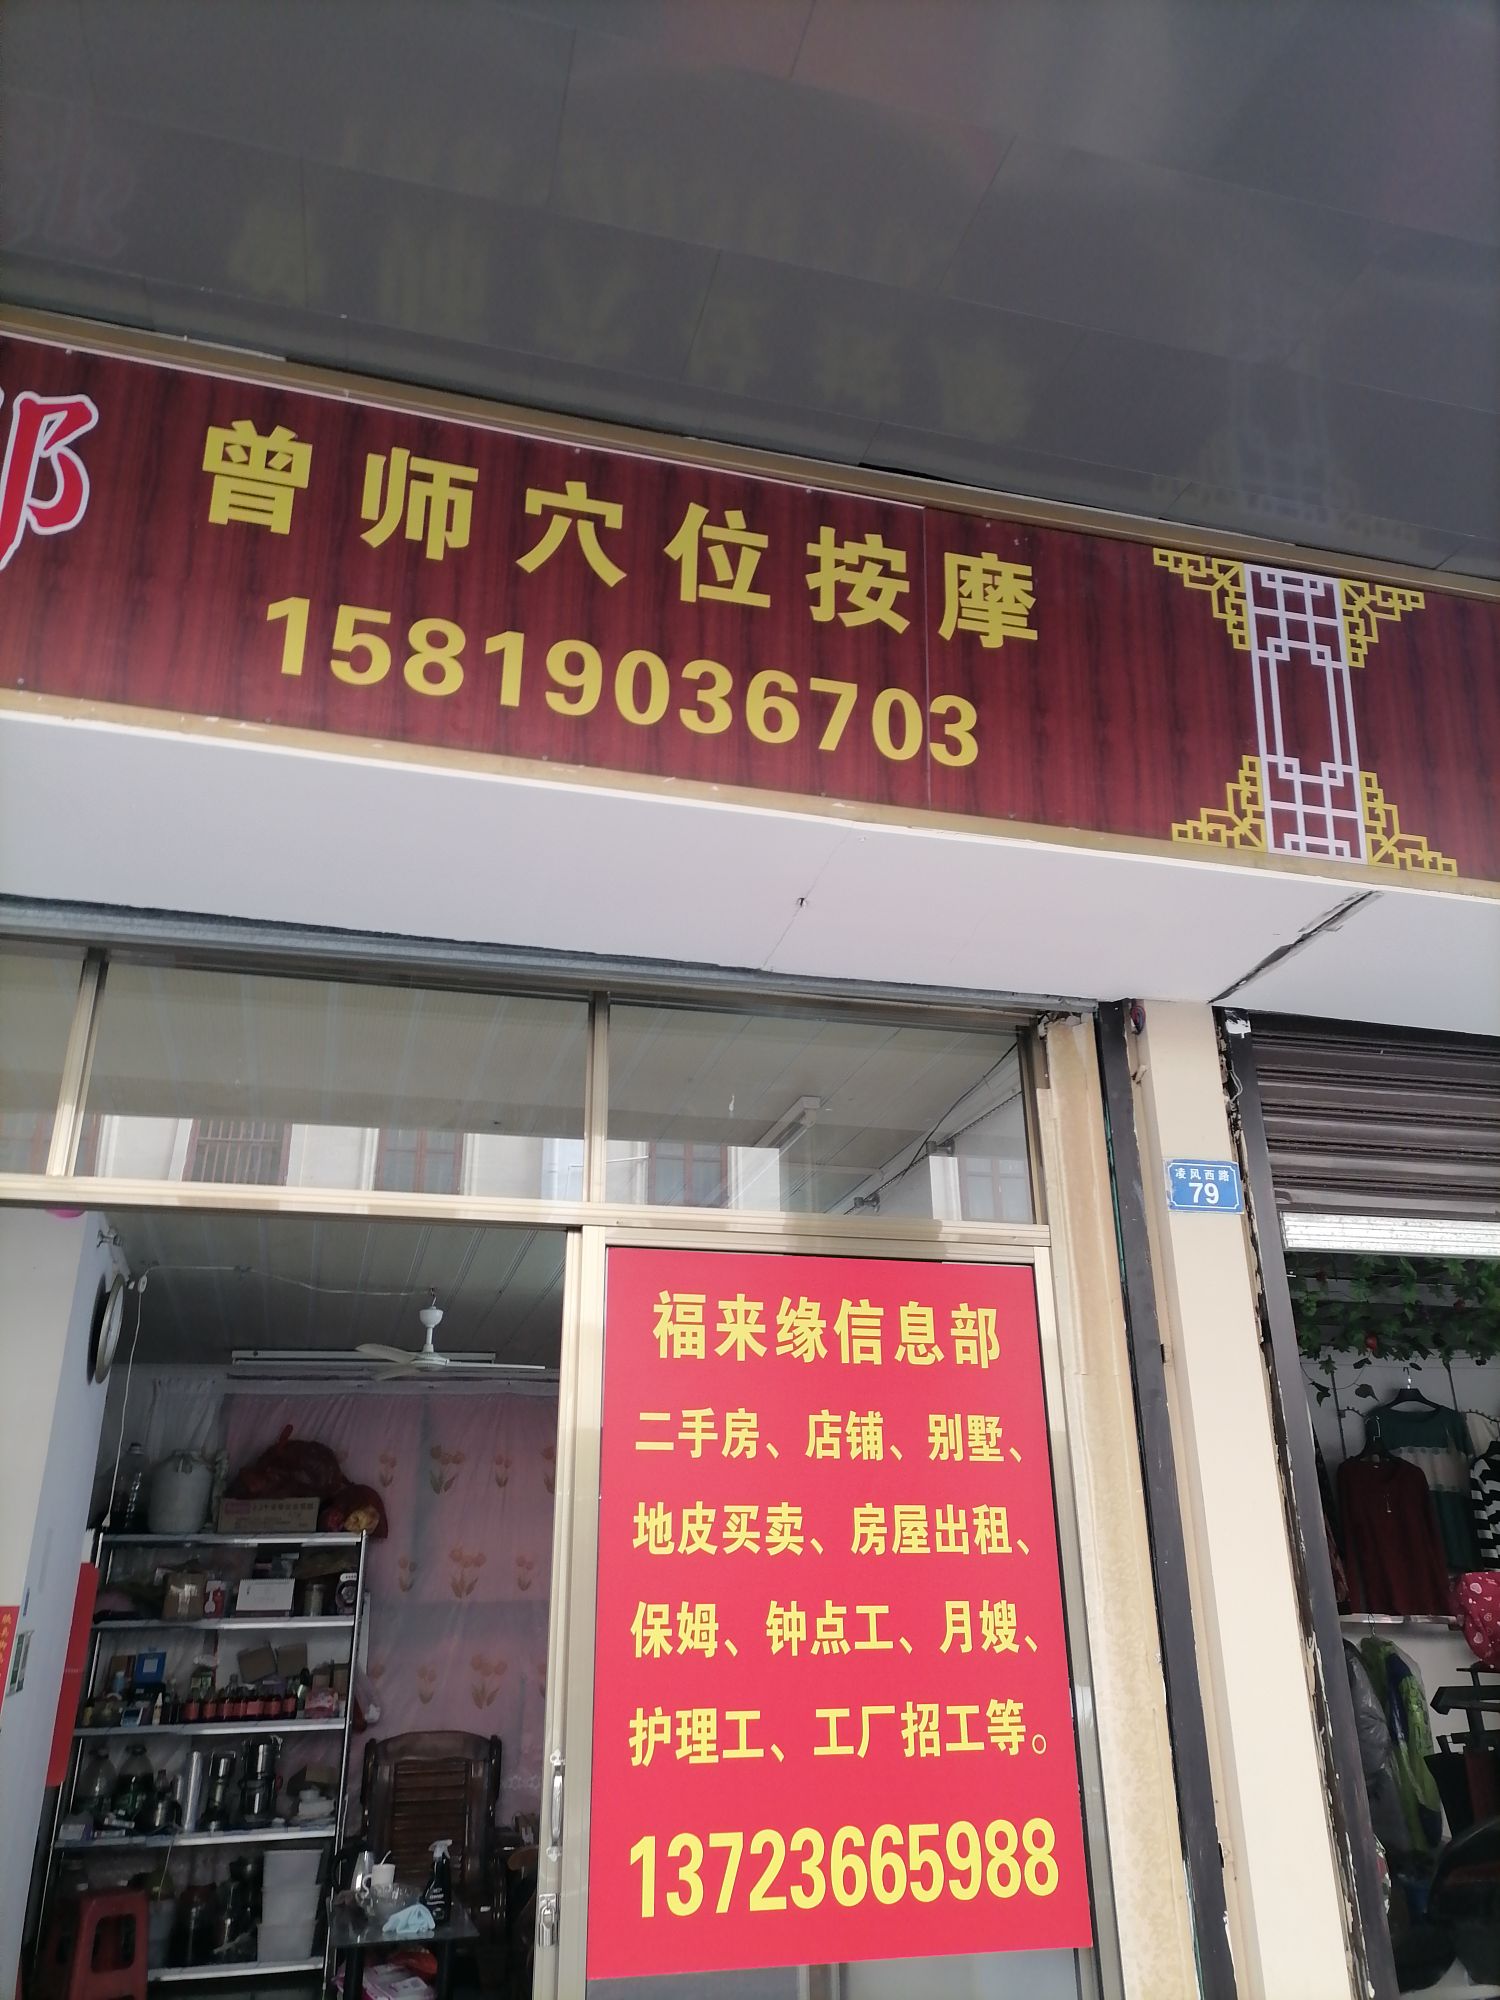 曾师穴位按摩
15819036703
凌风西路
79
福来缘信息部
二手房、店铺、别墅、
地皮买卖、房屋出租、
保姆、钟点工、月嫂、
护理工、工厂招工等。
13723665988